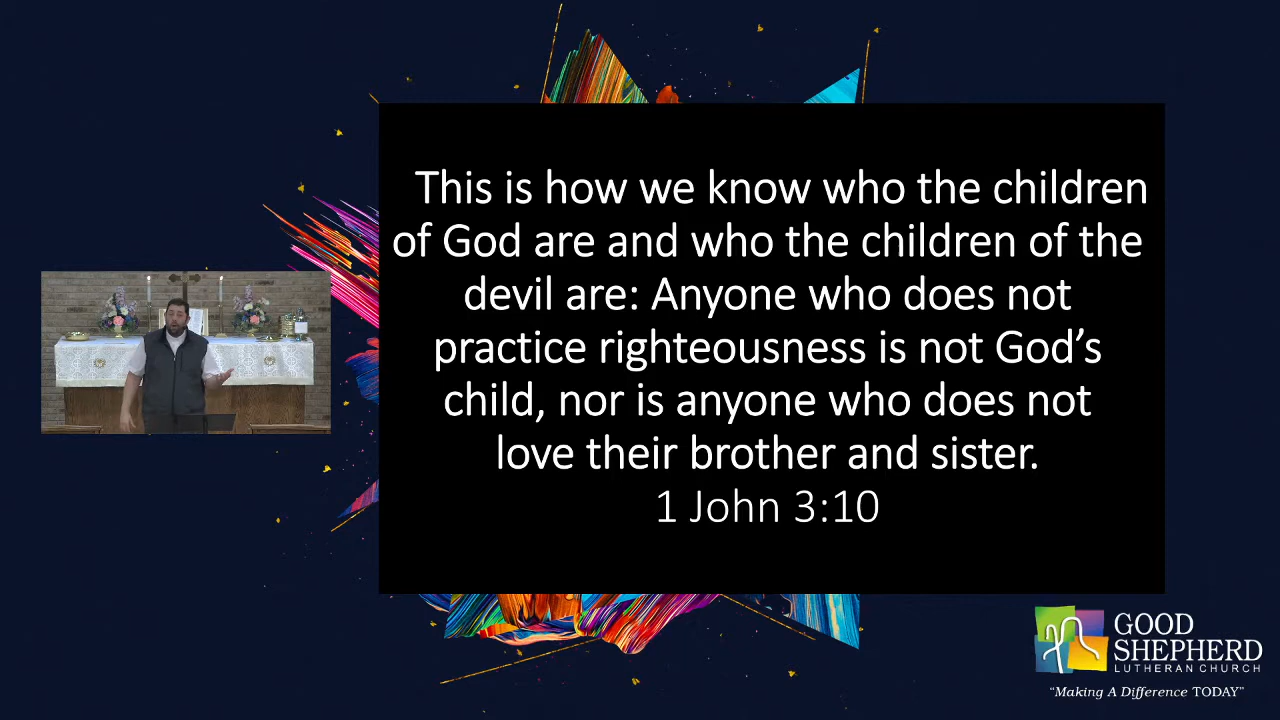 This is how we know who the children
of God are and who the children of the
devil are: Anyone who does not
practice righteousness is not God’s
child, nor is anyone who does not
love their brother and sister.
1 John 3:10
GOOD
SHEPHERD
LUTHERAN CHURCH
“Making A Difference TODAY”